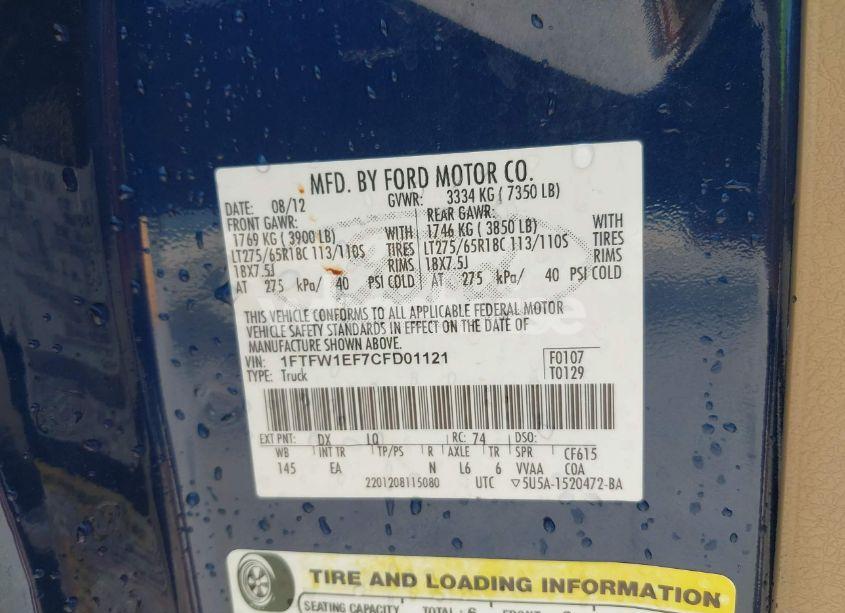 MFD. BY FORD MOTOR CO.
DATE: 08/12 GVWR: 3334 KG ( 7350 LB)
FRONT GAWR: REAR GAWR:
1769 KG ( 3900 LB) WITH 1746 KG ( 3850 LB) WITH
LT275/65R18C 113/110S TIRES LT275/65R18C 113/110S TIRES
18X7.5J RIMS 18X7.5J RIMS
AT 275 kPa/ 40 PSI COLD AT 275 kPa/ 40 PSI COLD
THIS VEHICLE CONFORMS TO ALL APPLICABLE FEDERAL MOTOR
VEHICLE SAFETY STANDARDS IN EFFECT ON THE DATE OF
MANUFACTURE SHOWN ABOVE.
VIN: 1FTFW1EF7CFD01121 F0107
TYPE: Truck T0129
EXT PNT: DX LQ RC: 74 DSO:
WB INT TR TP/PS R AXLE TR SPR CF615
145 EA N L6 6 VVAA COA
2201208115080 UTC ▽5U5A-1520472-BA
TIRE AND LOADING INFORMATION
SEATING CAPACITY TOTAL : 6